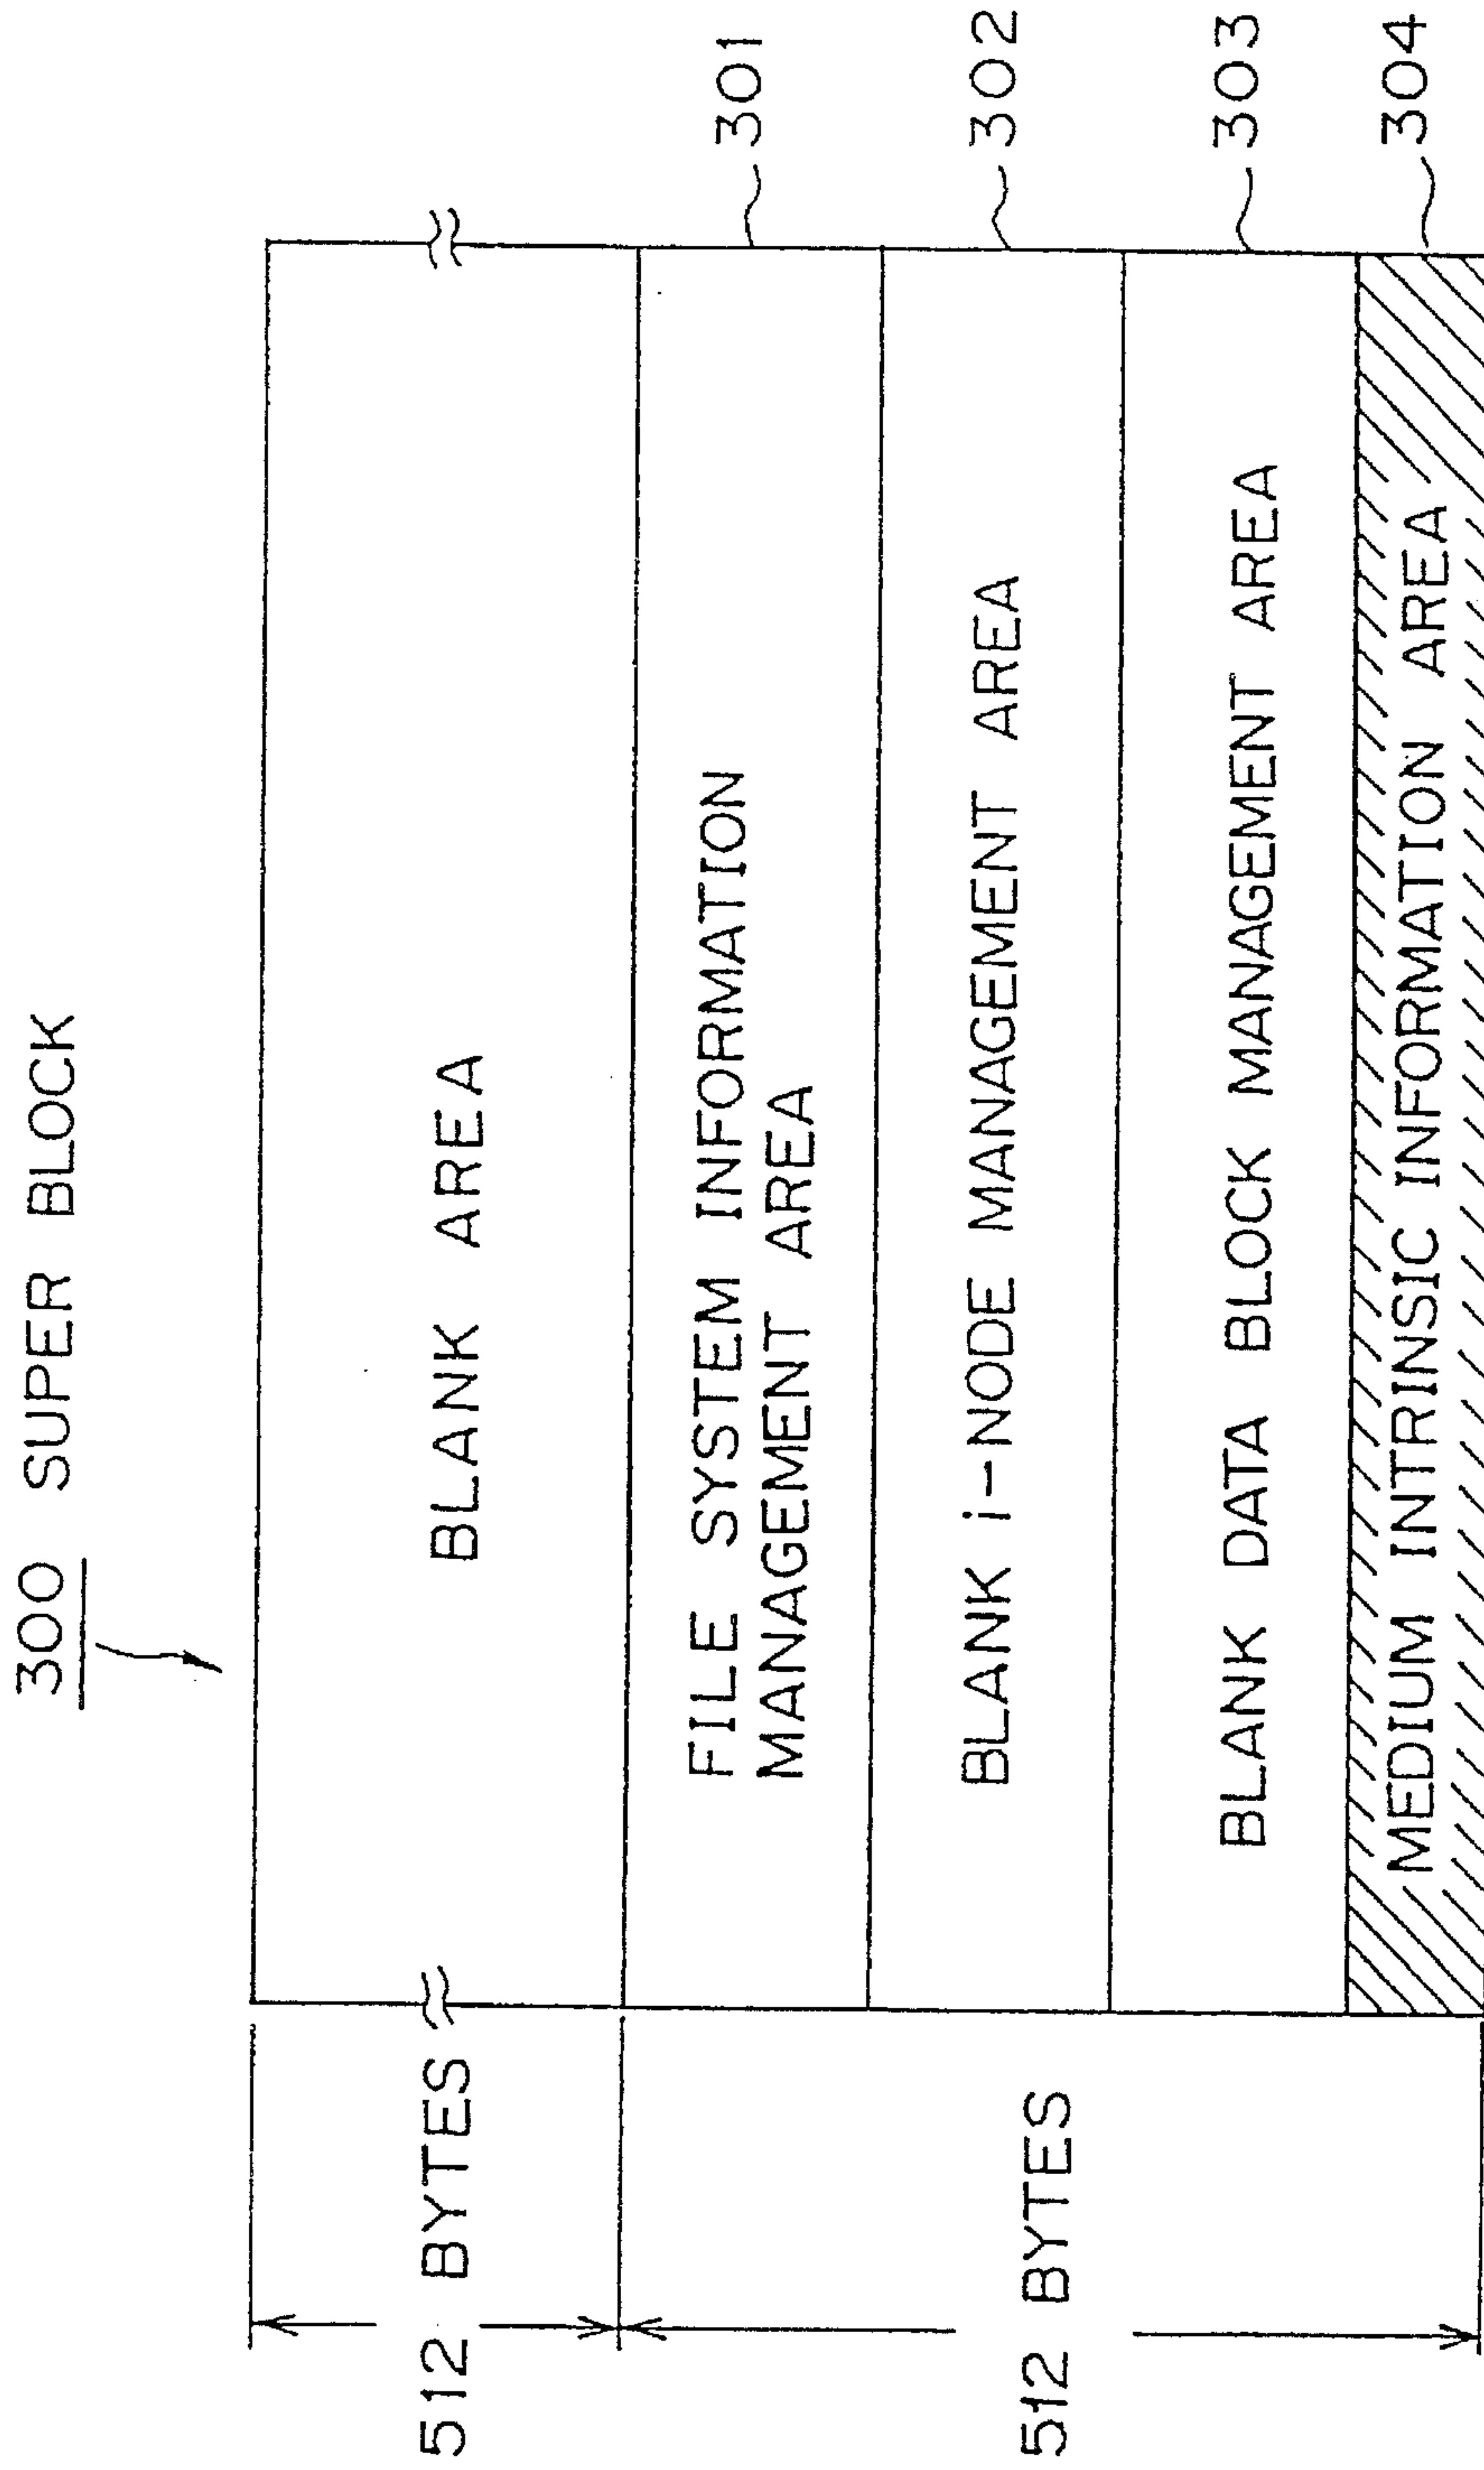 300 SUPER BLOCK
512 BYTES
BLANK AREA
512 BYTES
FILE SYSTEM INFORMATION
MANAGEMENT AREA
301
BLANK i-NODE MANAGEMENT AREA
302
BLANK DATA BLOCK MANAGEMENT AREA
303
MEDIUM INTRINSIC INFORMATION AREA
304